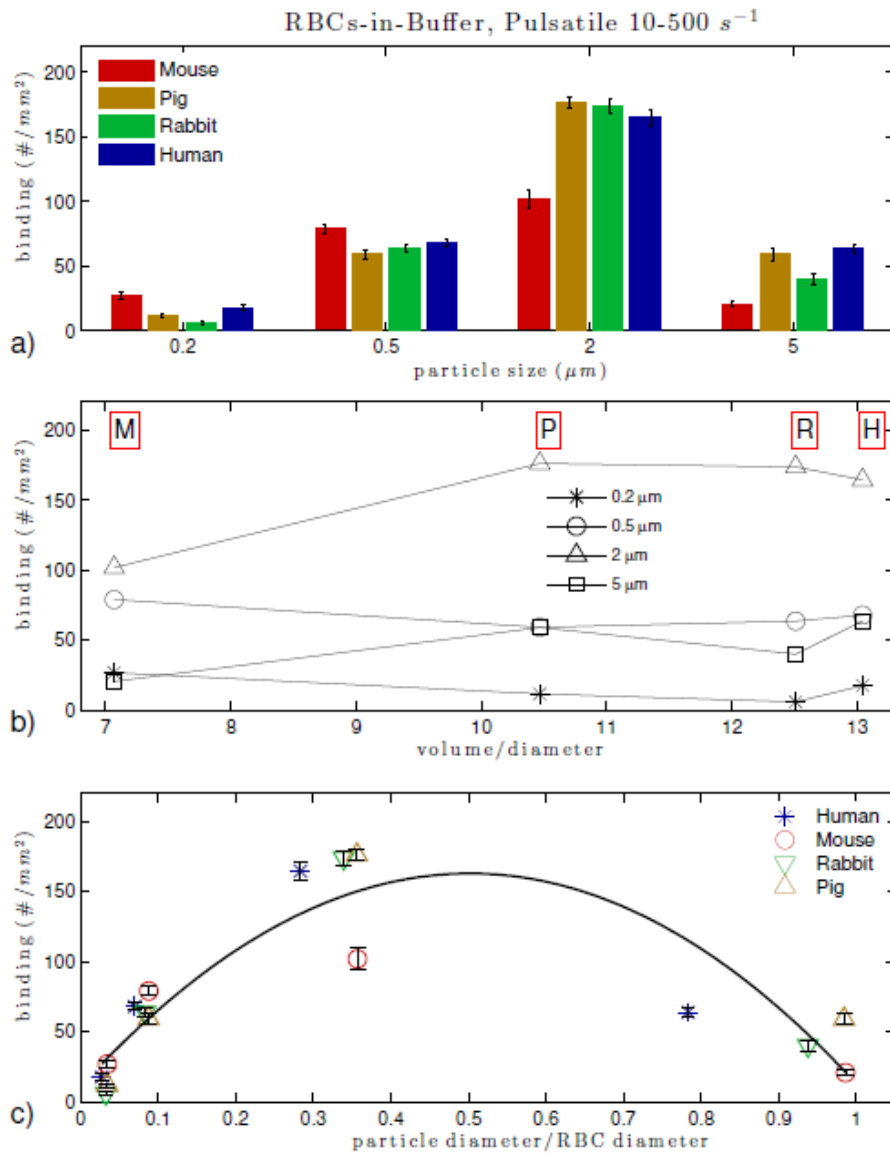 RBCs-in-Buffer, Pulsatile 10-500 s⁻¹
200
150
100
50
0
binding (#/mm²)
Mouse
Pig
Rabbit
Human
0.2 0.5 2 5
particle size (μm)
a)
200
150
100
50
0
binding (#/mm²)
M P R H
0.2 μm
0.5 μm
2 μm
5 μm
7 8 9 10 11 12 13
volume/diameter
b)
200
150
100
50
0
binding (#/mm²)
Human
Mouse
Rabbit
Pig
0 0.1 0.2 0.3 0.4 0.5 0.6 0.7 0.8 0.9 1
particle diameter/RBC diameter
c)